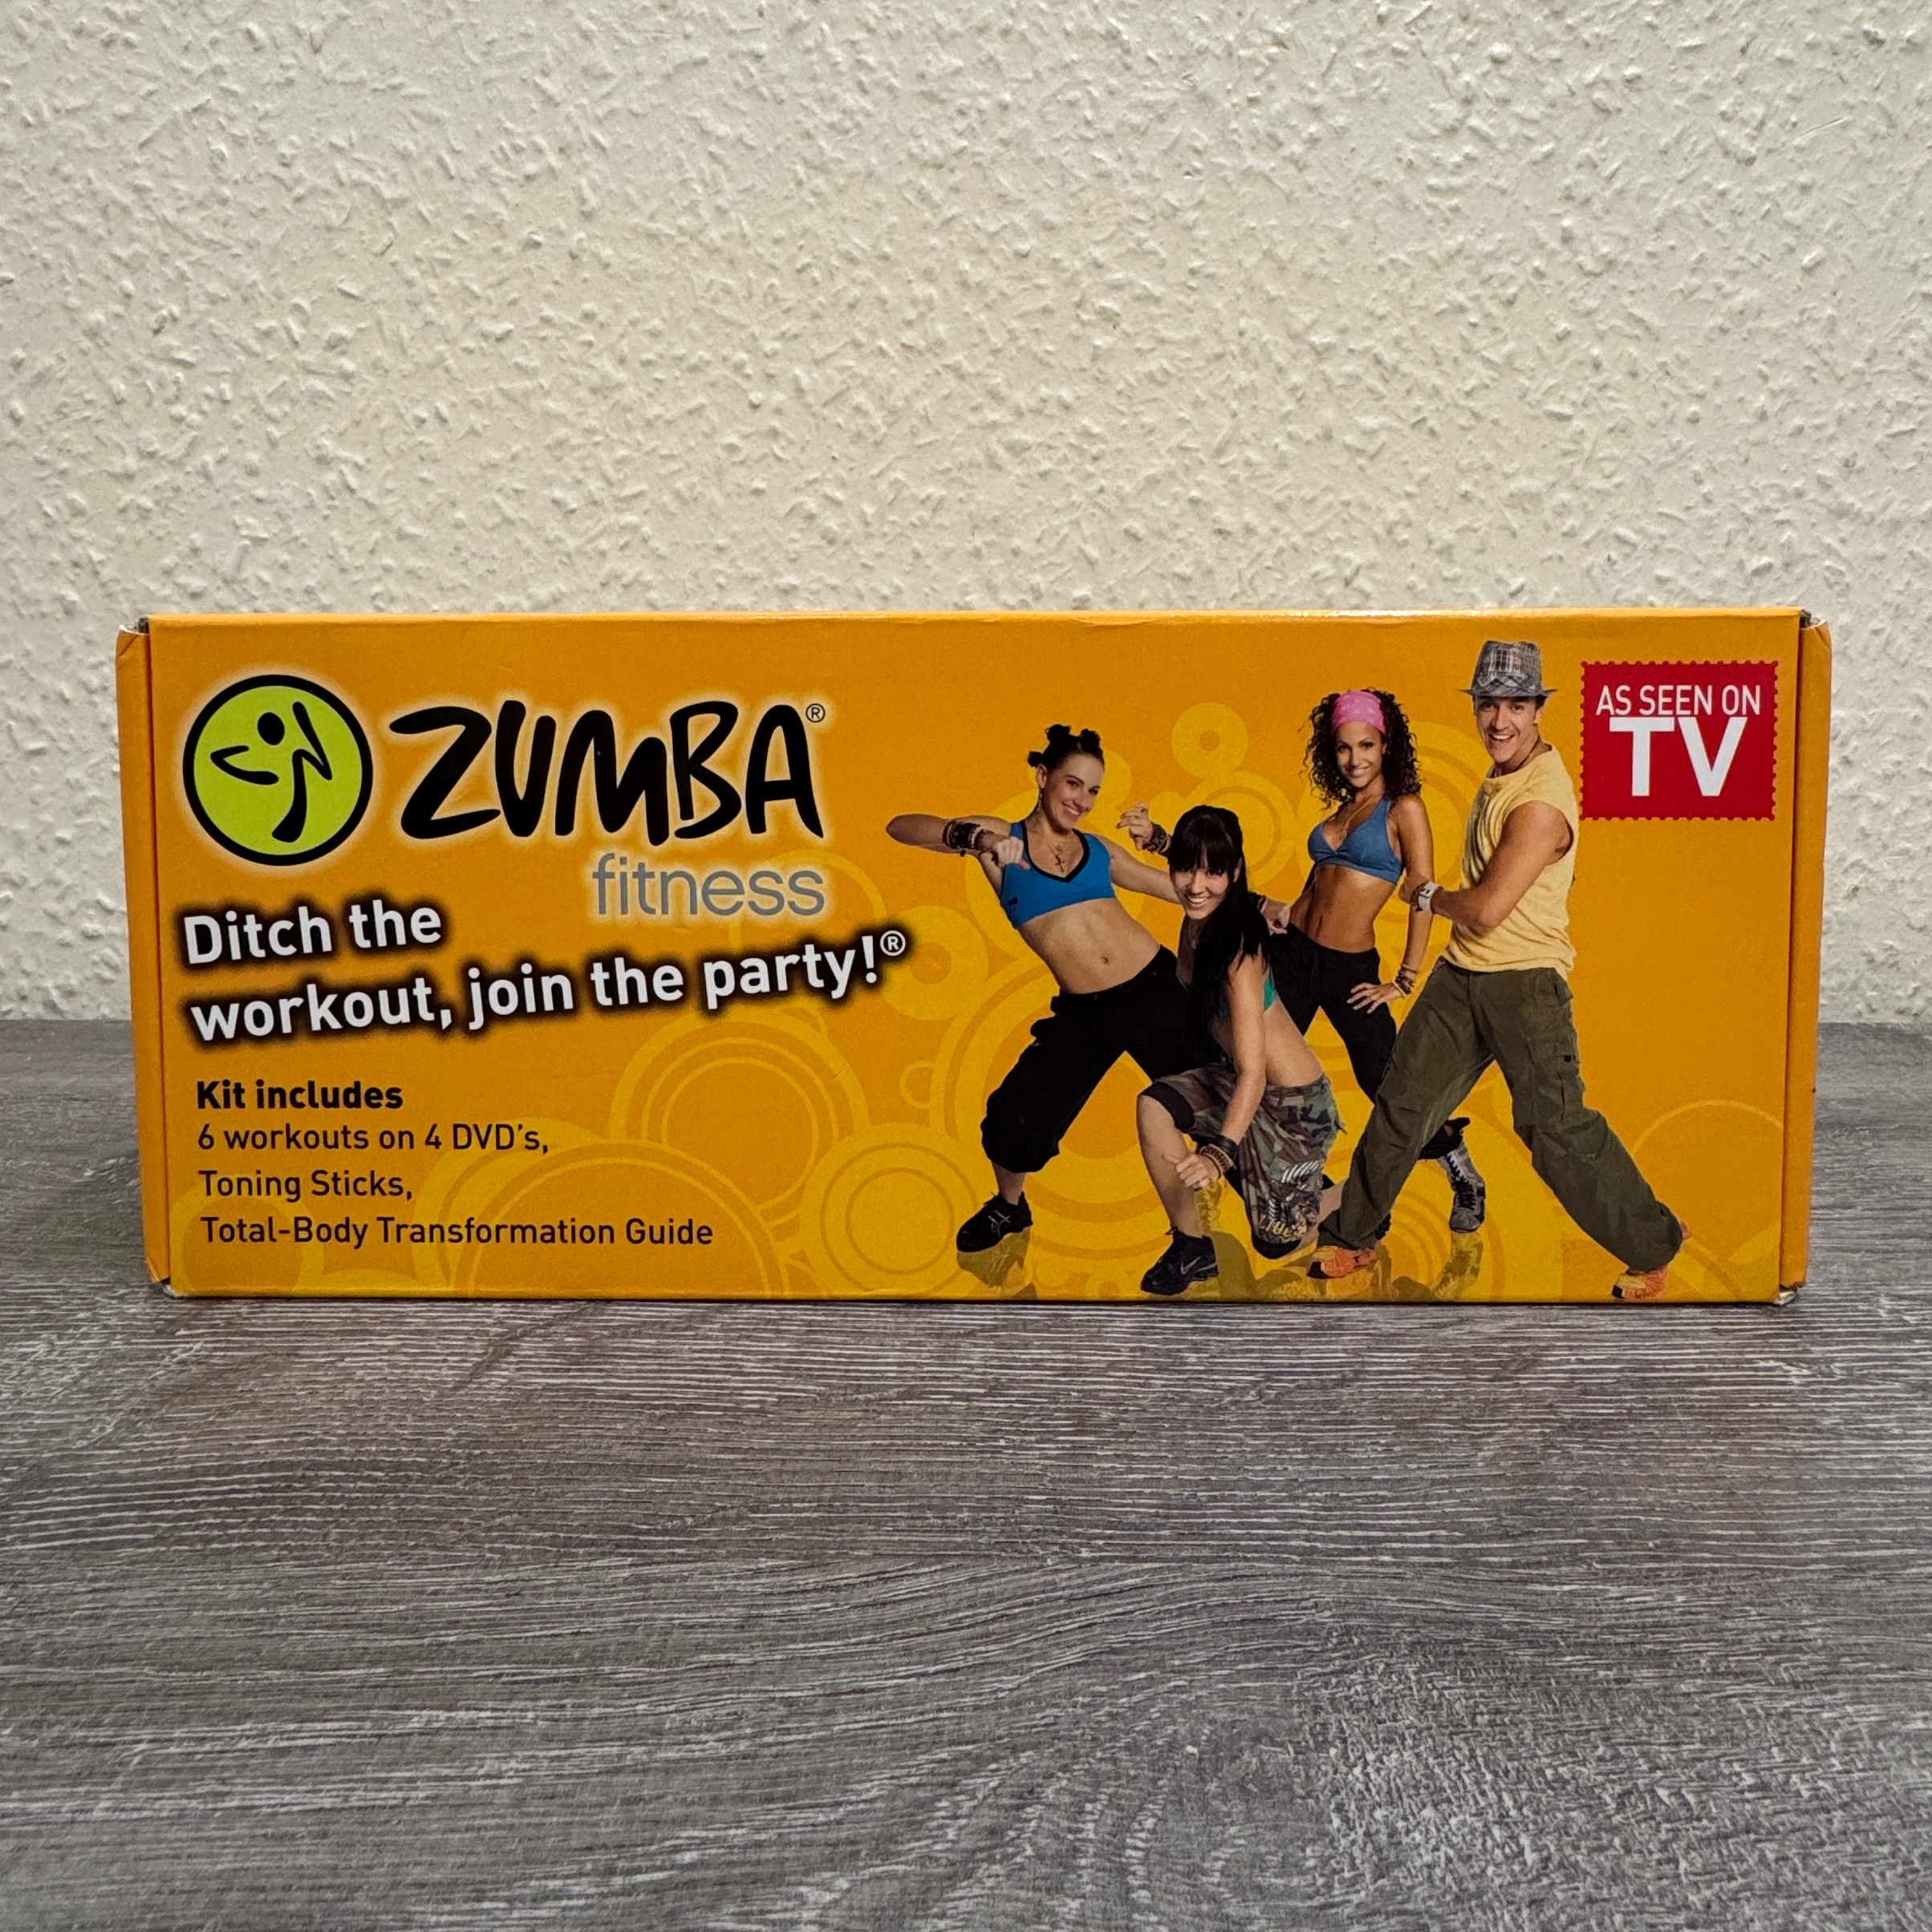 ZUMBA®
fitness
Ditch the
workout, join the party!®
Kit includes
6 workouts on 4 DVD's,
Toning Sticks,
Total-Body Transformation Guide
AS SEEN ON
TV